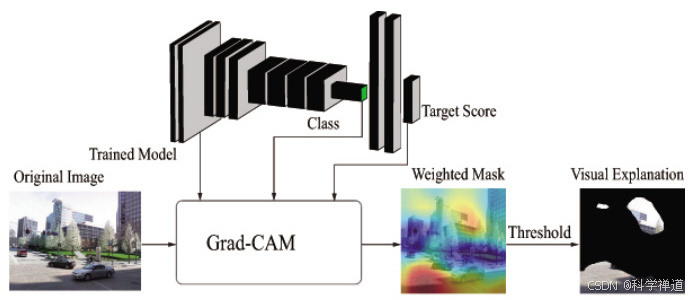 Class
Target Score
Trained Model
Original Image
Weighted Mask
Visual Explanation
Grad-CAM
Threshold
CSDN @科学禅道